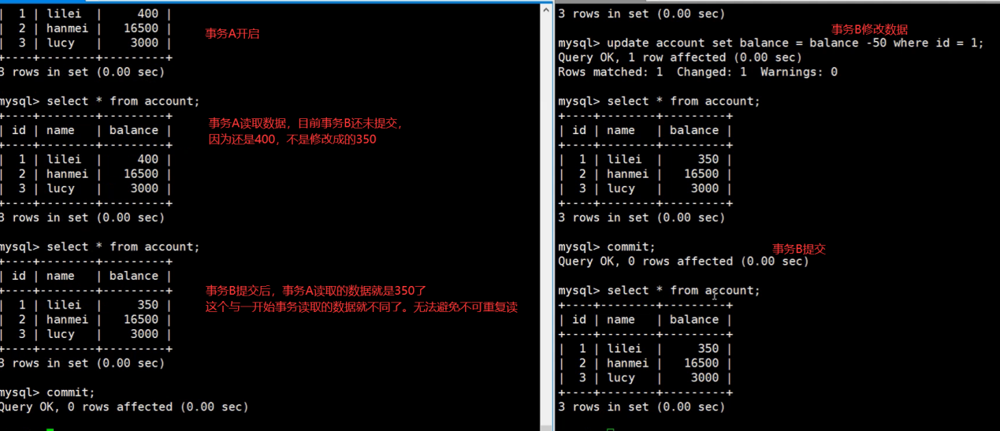 | 1 | lilei | 400 |
| 2 | hanmei | 16500 |
| 3 | lucy | 3000 |
+----+--------+---------+
3 rows in set (0.00 sec)
事务A开启
mysql> select * from account;
+----+--------+---------+
| id | name | balance |
+----+--------+---------+
| 1 | lilei | 400 |
| 2 | hanmei | 16500 |
| 3 | lucy | 3000 |
+----+--------+---------+
3 rows in set (0.00 sec)
事务A读取数据，目前事务B还未提交，
因为还是400，不是修改成的350
mysql> select * from account;
+----+--------+---------+
| id | name | balance |
+----+--------+---------+
| 1 | lilei | 350 |
| 2 | hanmei | 16500 |
| 3 | lucy | 3000 |
+----+--------+---------+
3 rows in set (0.00 sec)
事务B提交后，事务A读取的数据就是350了
这个与一开始事务读取的数据就不同了。无法避免不可重复读
mysql> commit;
Query OK, 0 rows affected (0.00 sec)
3 rows in set (0.00 sec)
事务B修改数据
mysql> update account set balance = balance -50 where id = 1;
Query OK, 1 row affected (0.00 sec)
Rows matched: 1 Changed: 1 Warnings: 0
mysql> select * from account;
+----+--------+---------+
| id | name | balance |
+----+--------+---------+
| 1 | lilei | 350 |
| 2 | hanmei | 16500 |
| 3 | lucy | 3000 |
+----+--------+---------+
3 rows in set (0.00 sec)
mysql> commit;
事务B提交
Query OK, 0 rows affected (0.00 sec)
mysql> select * from account;
+----+--------+---------+
| id | name | balance |
+----+--------+---------+
| 1 | lilei | 350 |
| 2 | hanmei | 16500 |
| 3 | lucy | 3000 |
+----+--------+---------+
3 rows in set (0.00 sec)